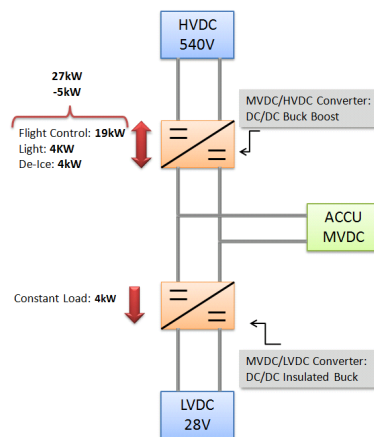 HVDC
540V
27kW
-5kW
MVDC/HVDC Converter:
DC/DC Buck Boost
Flight Control: 19kW
Light: 4KW
De-Ice: 4kW
ACCU
MVDC
Constant Load: 4kW
MVDC/LVDC Converter:
DC/DC Insulated Buck
LVDC
28V